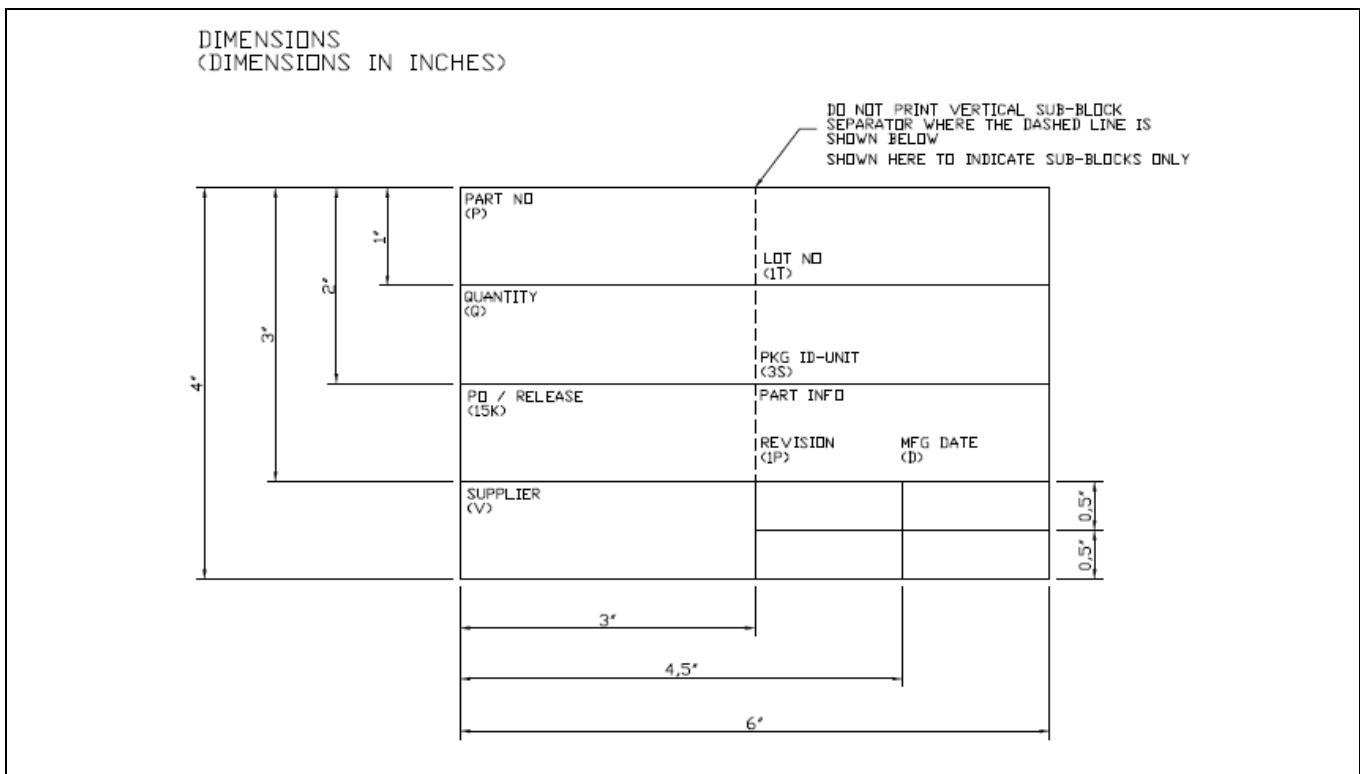 DIMENSIONS
(DIMENSIONS IN INCHES)
DO NOT PRINT VERTICAL SUB-BLOCK
SEPARATOR WHERE THE DASHED LINE IS
SHOWN BELOW
SHOWN HERE TO INDICATE SUB-BLOCKS ONLY
PART NO
(P)
LOT NO
(1T)
1"
QUANTITY
(Q)
2"
PKG ID-UNIT
(3S)
3"
4"
PO / RELEASE
(15K)
PART INFO
REVISION
(1P)
MFG DATE
(D)
SUPPLIER
(V)
0,5"
0,5"
3"
4,5"
6"